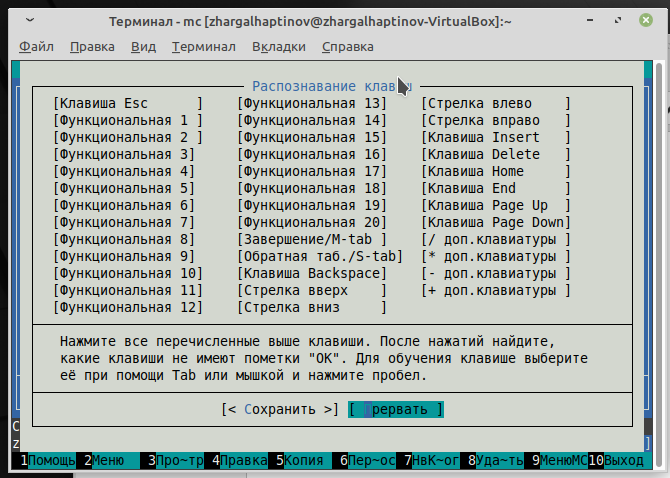 Терминал - mc [zhargalhaptinov@zhargalhaptinov-VirtualBox]:~
Файл Правка Вид Терминал Вкладки Справка
Распознавание клавиш
[Клавиша Esc ] [Функциональная 13] [Стрелка влево ]
[Функциональная 1 ] [Функциональная 14] [Стрелка вправо ]
[Функциональная 2 ] [Функциональная 15] [Клавиша Insert ]
[Функциональная 3] [Функциональная 16] [Клавиша Delete ]
[Функциональная 4] [Функциональная 17] [Клавиша Home ]
[Функциональная 5] [Функциональная 18] [Клавиша End ]
[Функциональная 6] [Функциональная 19] [Клавиша Page Up ]
[Функциональная 7] [Функциональная 20] [Клавиша Page Down]
[Функциональная 8] [Завершение/M-tab ] [/ доп.клавиатуры ]
[Функциональная 9] [Обратная таб./S-tab] [* доп.клавиатуры ]
[Функциональная 10] [Клавиша Backspace] [- доп.клавиатуры ]
[Функциональная 11] [Стрелка вверх ] [+ доп.клавиатуры ]
[Функциональная 12] [Стрелка вниз ]
Нажмите все перечисленные выше клавиши. После нажатий найдите,
какие клавиши не имеют пометки "ОК". Для обучения клавише выберите
её при помощи Tab или мышкой и нажмите пробел.
[< Сохранить >] [ Прервать ]
1Помощь 2Меню 3Про~тр 4Правка 5Копия 6Пер~ос 7НвК~ог 8Уда~ть 9МенюMC 10Выход